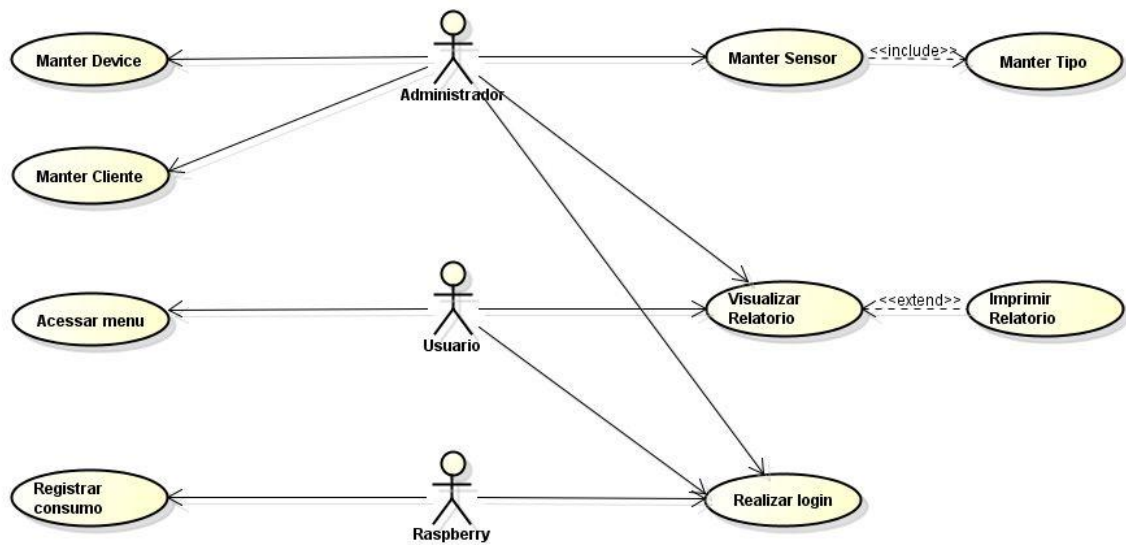 Manter Device
Administrador
Manter Sensor
<<include>>
Manter Tipo
Manter Cliente
Acessar menu
Usuario
Visualizar
Relatorio
<<extend>>
Imprimir
Relatorio
Registrar
consumo
Raspberry
Realizar login